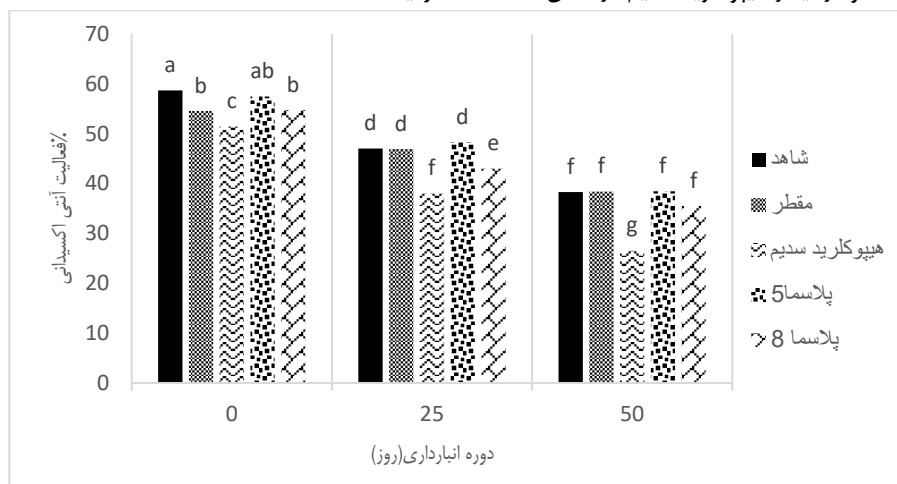 70
60
50
40
30
20
10
0
%فعالیت آنتی اکسیدانی
a
b
c
ab
b
d
d
f
d
e
f
f
g
f
f
0
25
50
دوره انبارداری(روز)
شاهد
مقطر
هیپوکلرید سدیم
پلاسما5
پلاسما 8